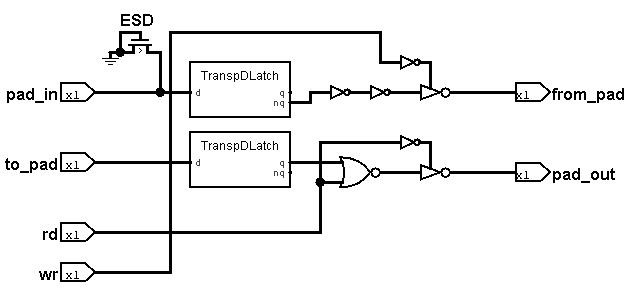 ESD
pad_in x1 TranspDLatch d q nq x1 from_pad
to_pad x1 TranspDLatch d q nq x1 pad_out
rd x1
wr x1